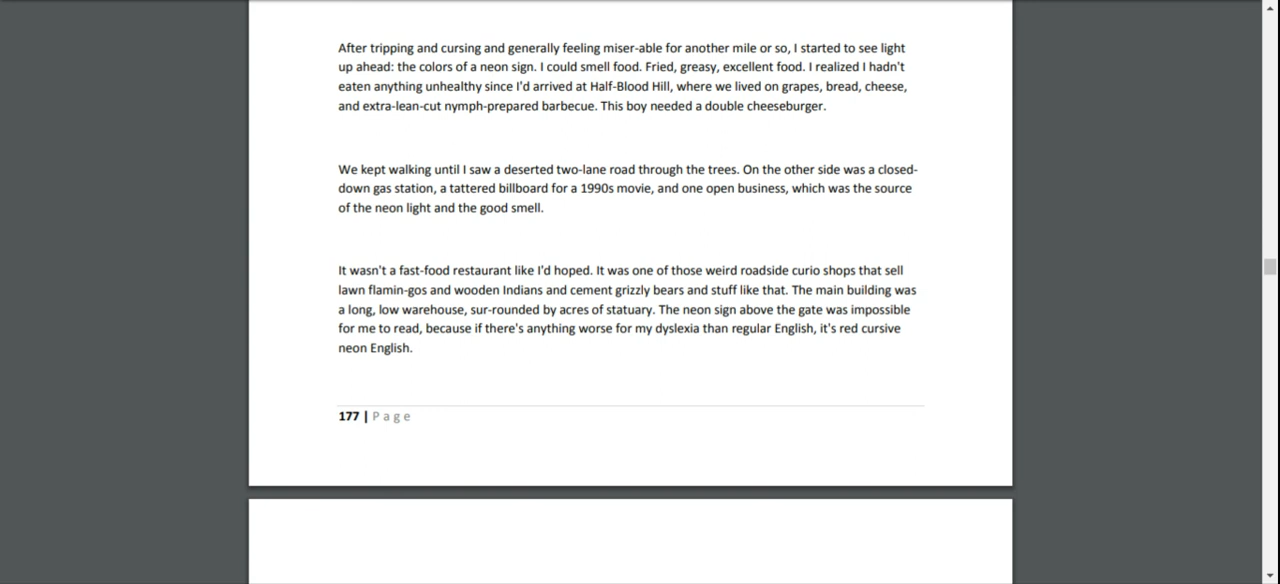 After tripping and cursing and generally feeling miser-able for another mile or so, I started to see light
up ahead: the colors of a neon sign. I could smell food. Fried, greasy, excellent food. I realized I hadn't
eaten anything unhealthy since I'd arrived at Half-Blood Hill, where we lived on grapes, bread, cheese,
and extra-lean-cut nymph-prepared barbecue. This boy needed a double cheeseburger.
We kept walking until I saw a deserted two-lane road through the trees. On the other side was a closed-
down gas station, a tattered billboard for a 1990s movie, and one open business, which was the source
of the neon light and the good smell.
It wasn't a fast-food restaurant like I'd hoped. It was one of those weird roadside curio shops that sell
lawn flamin-gos and wooden Indians and cement grizzly bears and stuff like that. The main building was
a long, low warehouse, sur-rounded by acres of statuary. The neon sign above the gate was impossible
for me to read, because if there's anything worse for my dyslexia than regular English, it's red cursive
neon English.
177 | P a g e